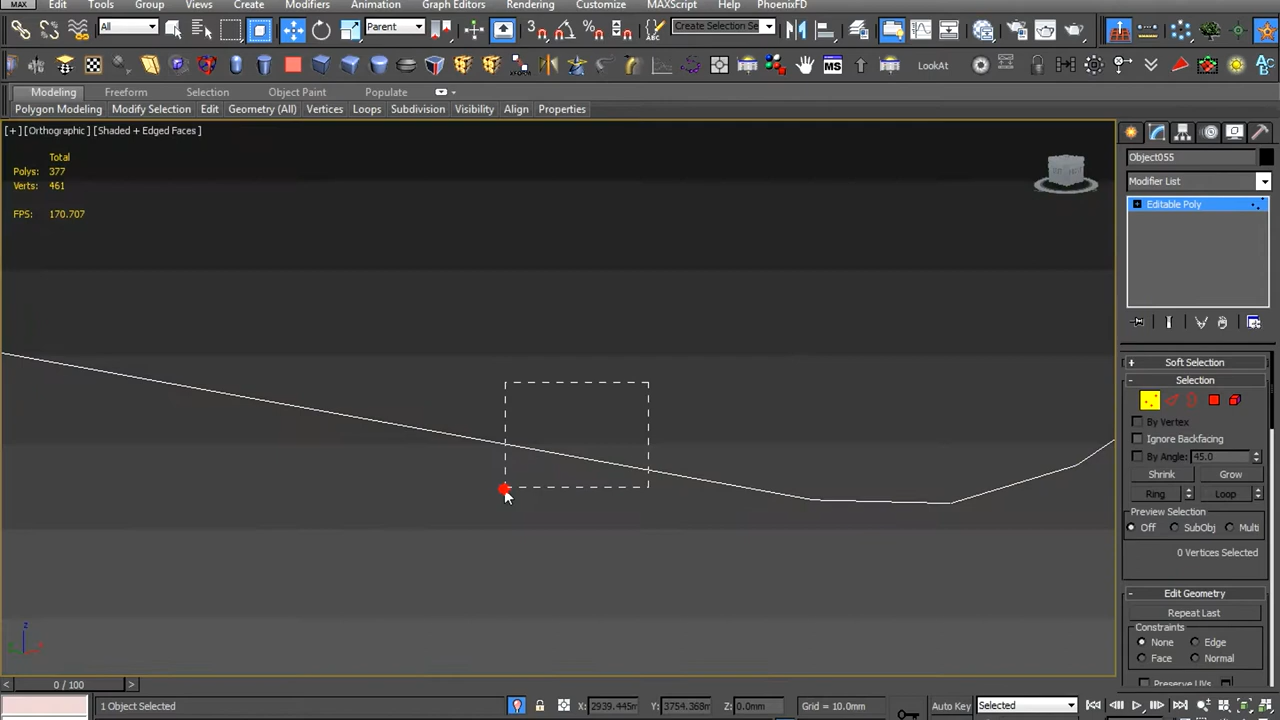 MAX Edit Tools Group Views Create Modifiers Animation Graph Editors Rendering Customize MAXScript Help PhoenixFD
All Parent 3 Create Selection Se
MS LookAt
Modeling Freeform Selection Object Paint Populate
Polygon Modeling Modify Selection Edit Geometry (All) Vertices Loops Subdivision Visibility Align Properties
[+] [Orthographic] [Shaded + Edged Faces]
Total
Polys: 377
Verts: 461
FPS: 170.707
Object055
Modifier List
Editable Poly
Soft Selection
Selection
By Vertex
Ignore Backfacing
By Angle: 45.0
Shrink Grow
Ring Loop
Preview Selection
Off SubObj Multi
0 Vertices Selected
Edit Geometry
Repeat Last
Constraints
None Edge
Face Normal
Preserve UVs
z
< 0 / 100 >
1 Object Selected X: 2939.445m Y: 3754.368m Z: 0.0mm Grid = 10.0mm Auto Key Selected